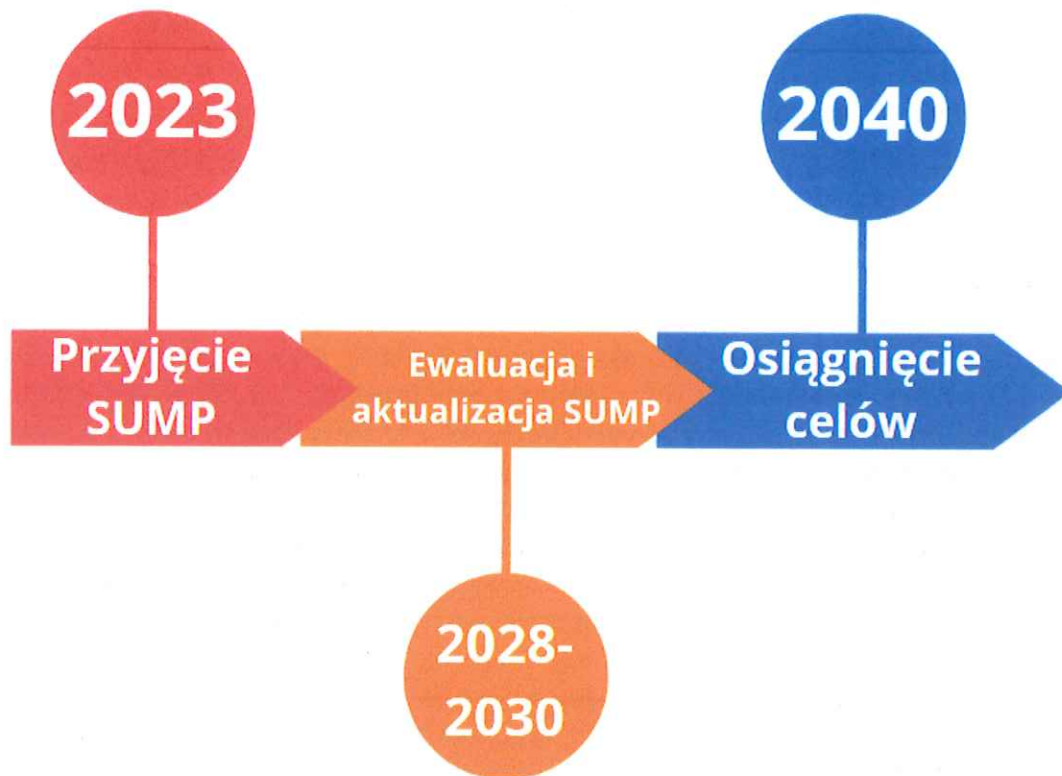 2023
2040
Przyjęcie
SUMP
Ewaluacja i
aktualizacja SUMP
Osiągnięcie
celów
2028-
2030